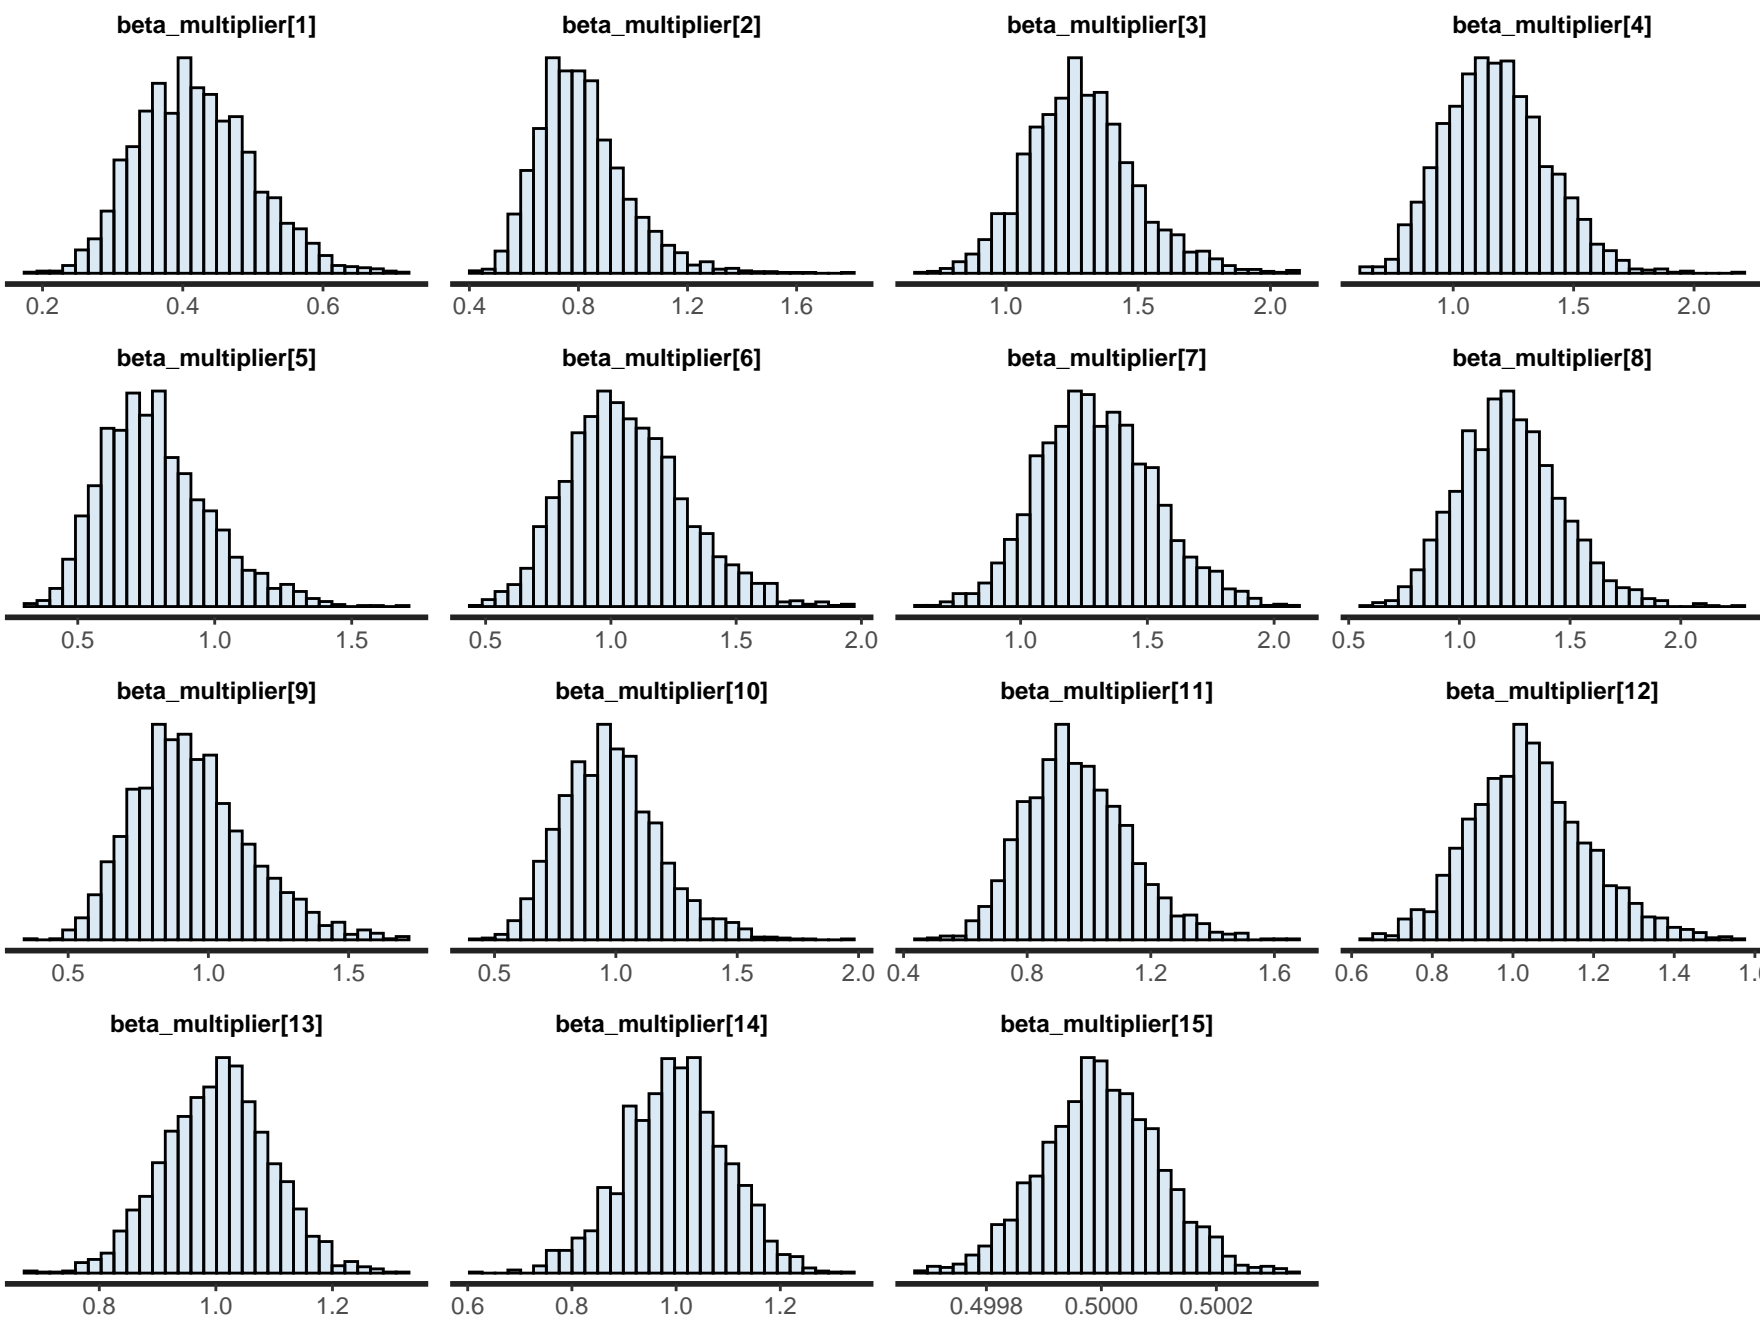 beta_multiplier[1] beta_multiplier[2] beta_multiplier[3] beta_multiplier[4]
0.2 0.4 0.6 0.4 0.8 1.2 1.6 1.0 1.5 2.0 1.0 1.5 2.0
beta_multiplier[5] beta_multiplier[6] beta_multiplier[7] beta_multiplier[8]
0.5 1.0 1.5 0.5 1.0 1.5 2.0 1.0 1.5 2.0 0.5 1.0 1.5 2.0
beta_multiplier[9] beta_multiplier[10] beta_multiplier[11] beta_multiplier[12]
0.5 1.0 1.5 0.5 1.0 1.5 2.0 0.4 0.8 1.2 1.6 0.6 0.8 1.0 1.2 1.4
beta_multiplier[13] beta_multiplier[14] beta_multiplier[15]
0.8 1.0 1.2 0.6 0.8 1.0 1.2 0.4998 0.5000 0.5002